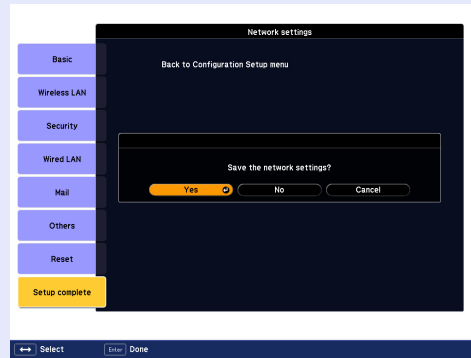 Network settings
Basic
Back to Configuration Setup menu
Wireless LAN
Security
Wired LAN
Save the network settings?
Yes No Cancel
Mail
Others
Reset
Setup complete
Select Enter Done